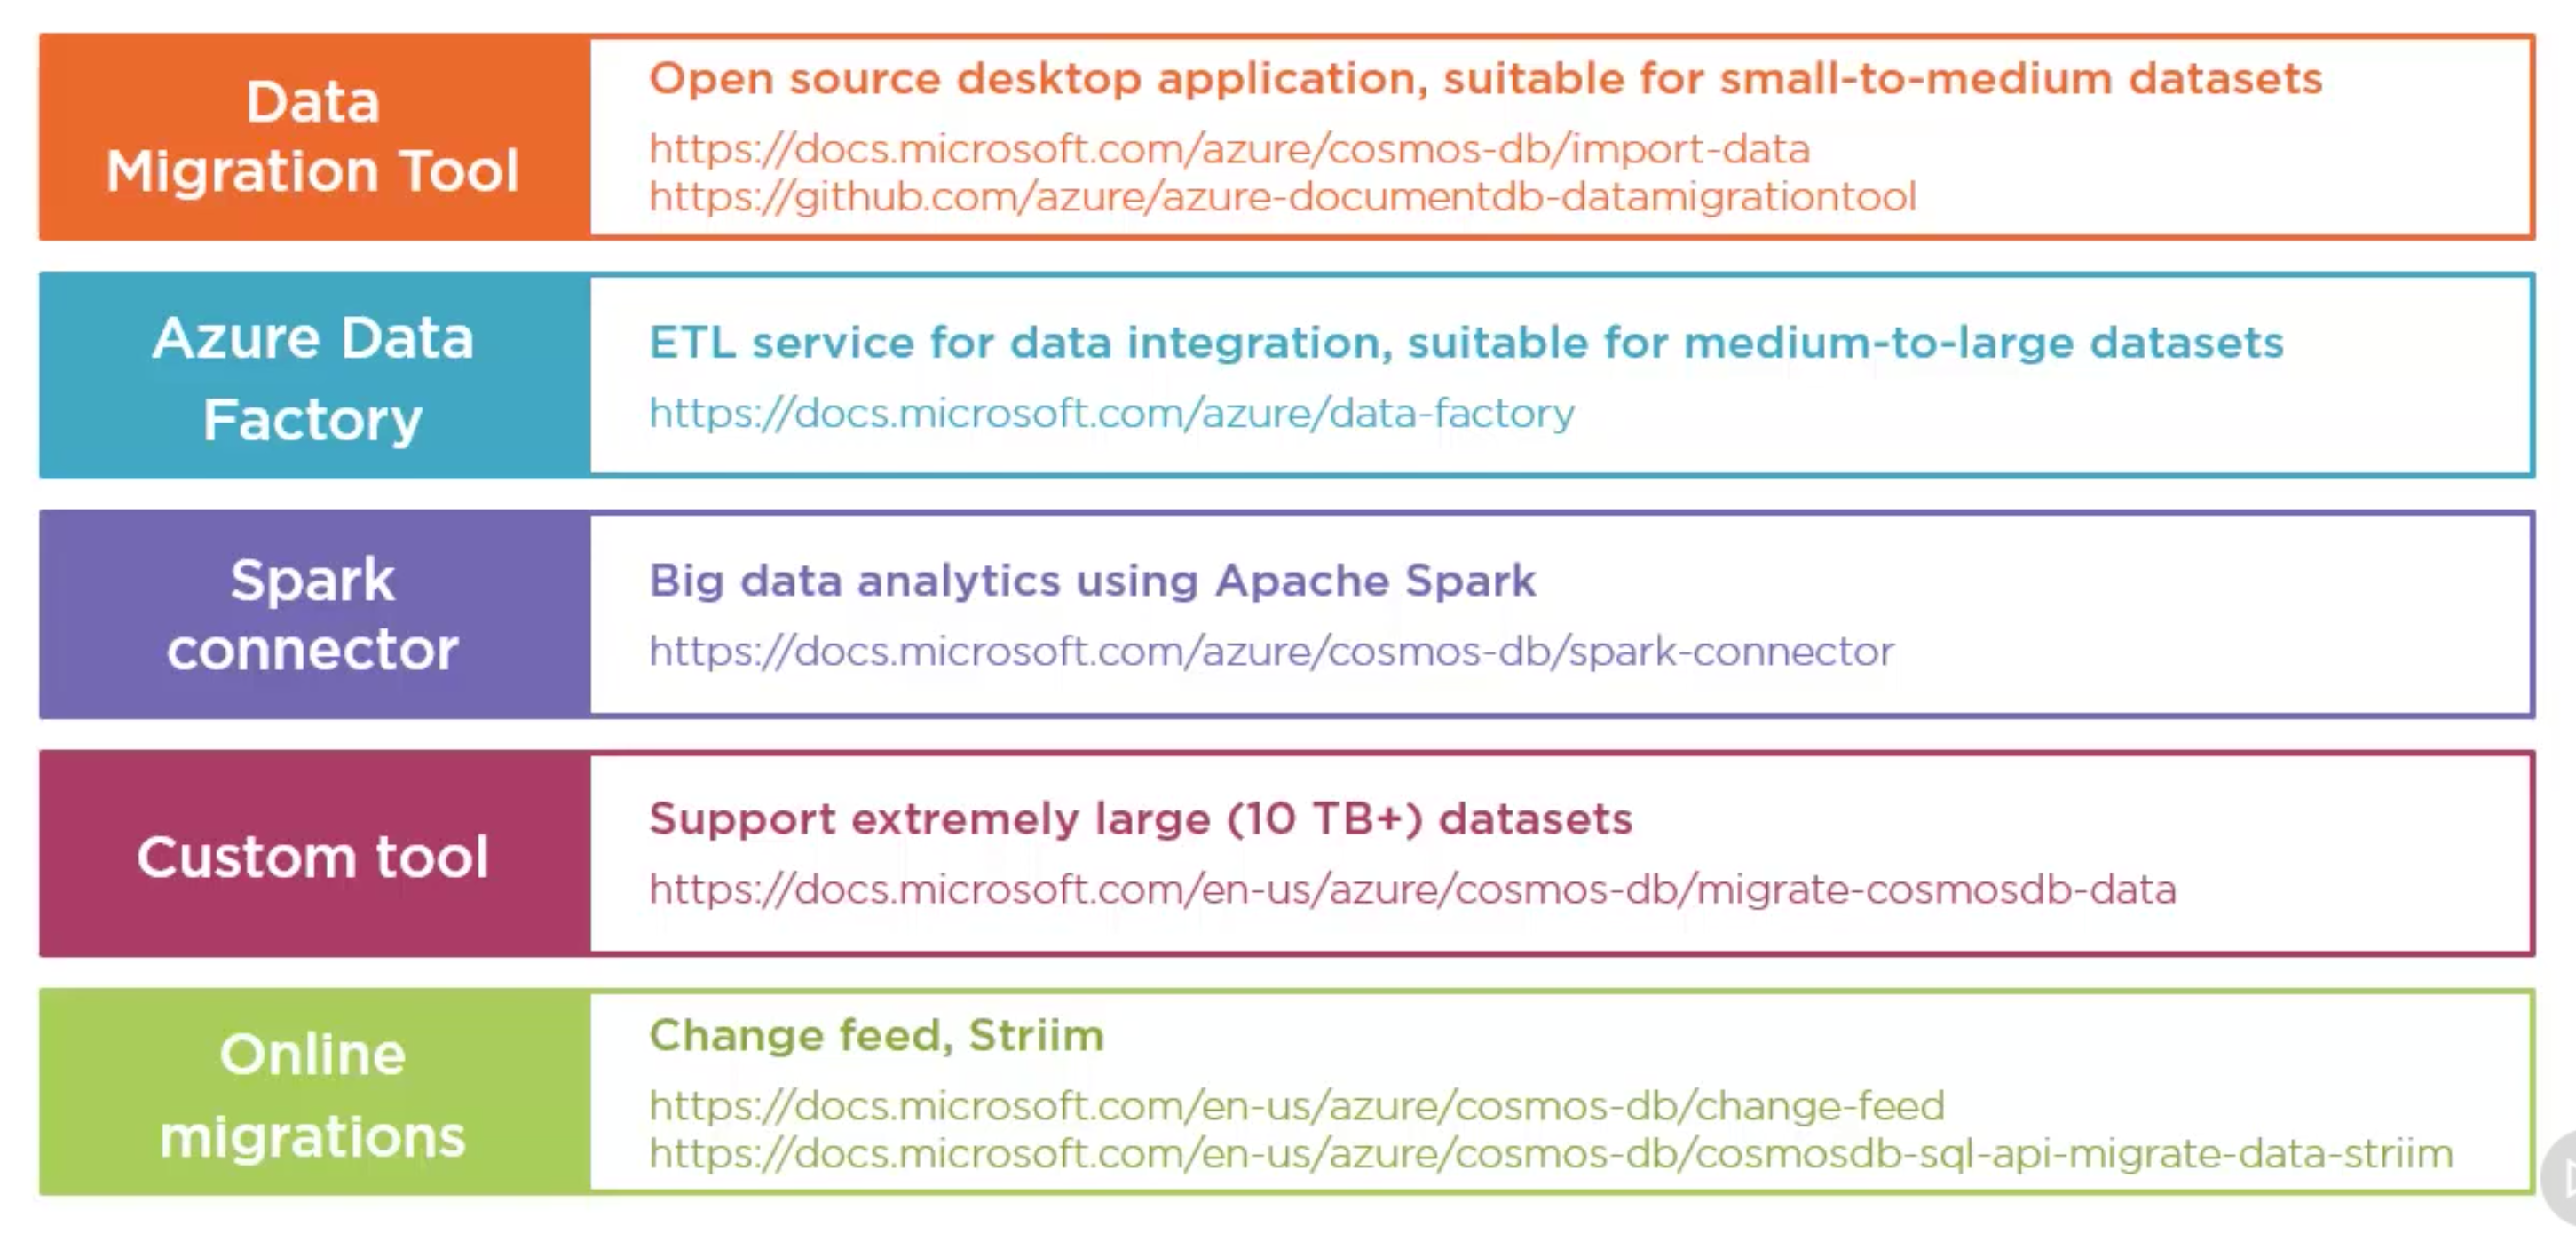 Data
Migration Tool
Open source desktop application, suitable for small-to-medium datasets
https://docs.microsoft.com/azure/cosmos-db/import-data
https://github.com/azure/azure-documentdb-datamigrationtool
Azure Data
Factory
ETL service for data integration, suitable for medium-to-large datasets
https://docs.microsoft.com/azure/data-factory
Spark
connector
Big data analytics using Apache Spark
https://docs.microsoft.com/azure/cosmos-db/spark-connector
Custom tool
Support extremely large (10 TB+) datasets
https://docs.microsoft.com/en-us/azure/cosmos-db/migrate-cosmosdb-data
Online
migrations
Change feed, Striim
https://docs.microsoft.com/en-us/azure/cosmos-db/change-feed
https://docs.microsoft.com/en-us/azure/cosmos-db/cosmosdb-sql-api-migrate-data-striim